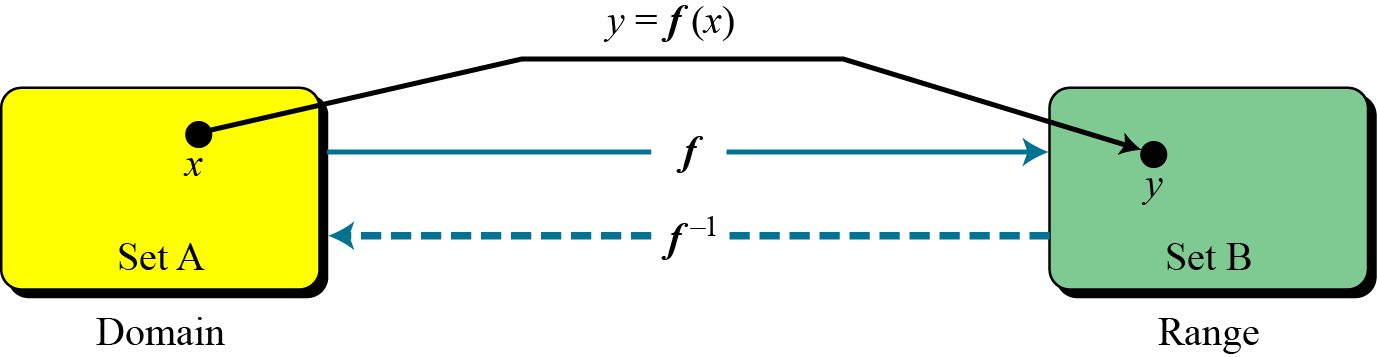 y = f (x)
x
f
y
f⁻¹
Set A
Set B
Domain
Range